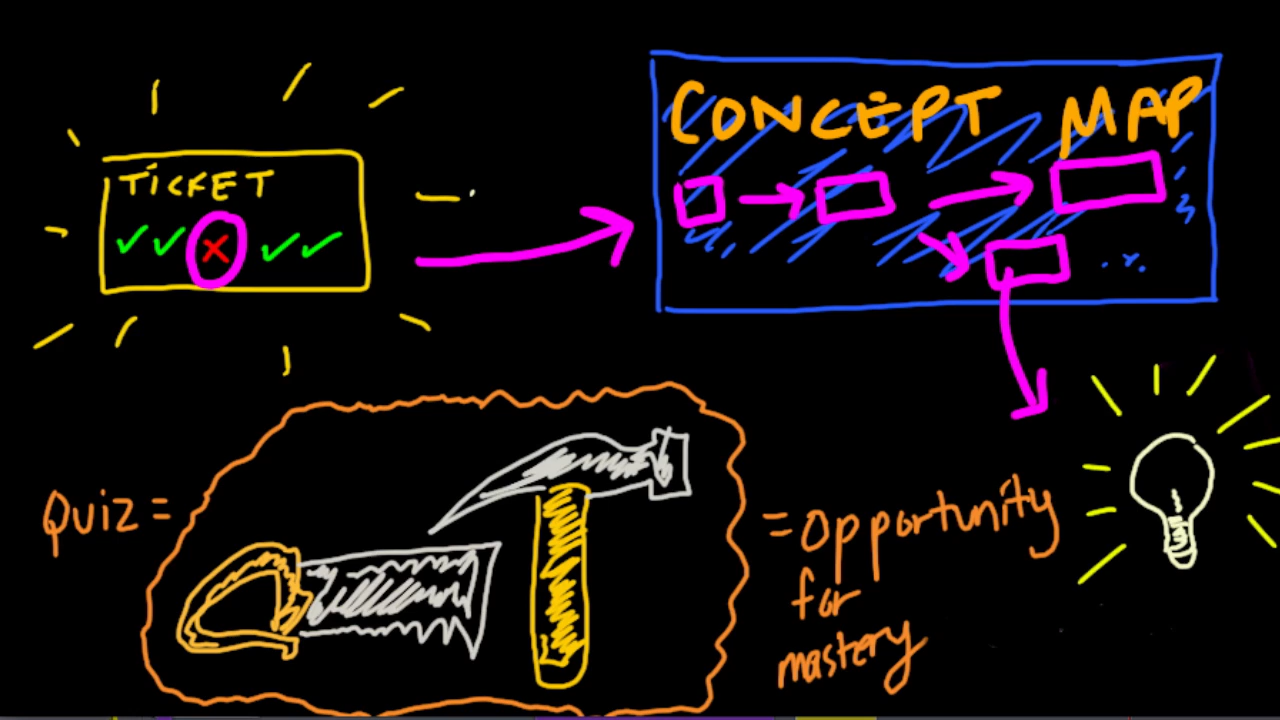 TiCKET
CONCEPT MAP
Quiz =
= Opportunity
for
mastery